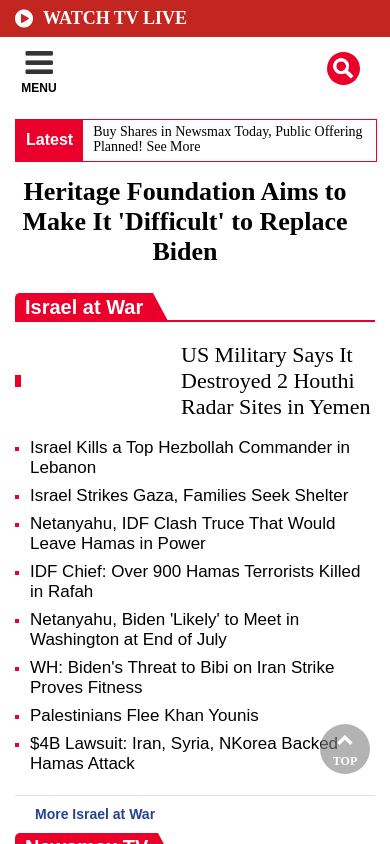 WATCH TV LIVE
MENU
Latest
Buy Shares in Newsmax Today, Public Offering
Planned! See More
Heritage Foundation Aims to
Make It 'Difficult' to Replace
Biden
Israel at War
US Military Says It
Destroyed 2 Houthi
Radar Sites in Yemen
Israel Kills a Top Hezbollah Commander in
Lebanon
Israel Strikes Gaza, Families Seek Shelter
Netanyahu, IDF Clash Truce That Would
Leave Hamas in Power
IDF Chief: Over 900 Hamas Terrorists Killed
in Rafah
Netanyahu, Biden 'Likely' to Meet in
Washington at End of July
WH: Biden's Threat to Bibi on Iran Strike
Proves Fitness
Palestinians Flee Khan Younis
$4B Lawsuit: Iran, Syria, NKorea Backed
Hamas Attack
TOP
More Israel at War
Newsmax TV